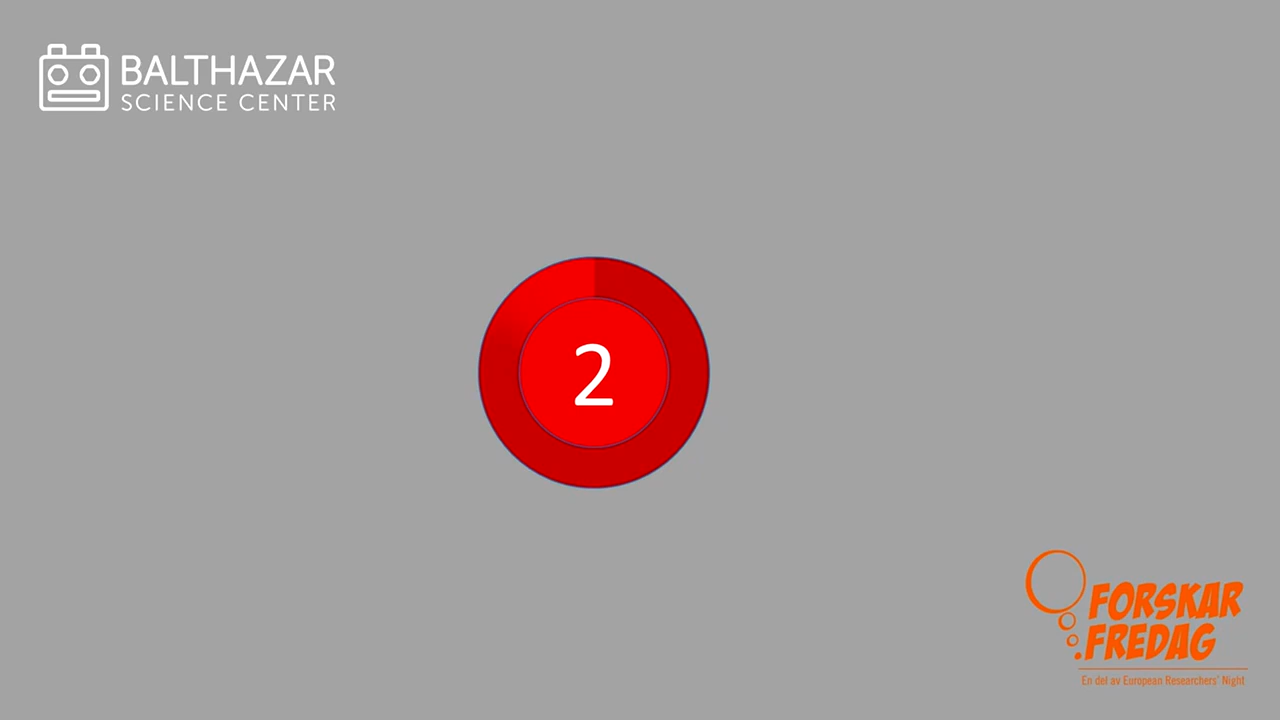 BALTHAZAR
SCIENCE CENTER
2
FORSKAR
FREDAG
En del av European Researchers' Night